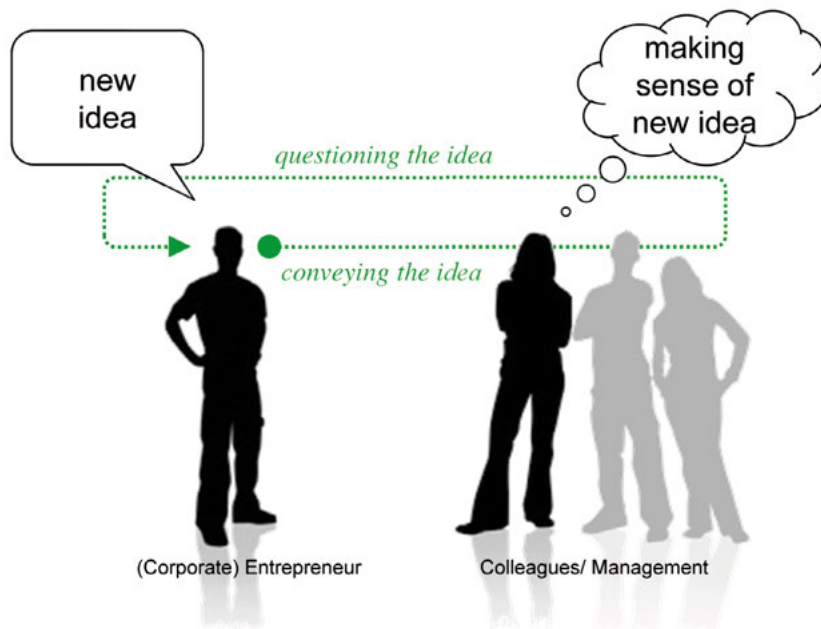 new
idea
making
sense of
new idea
questioning the idea
conveying the idea
(Corporate) Entrepreneur
Colleagues/ Management